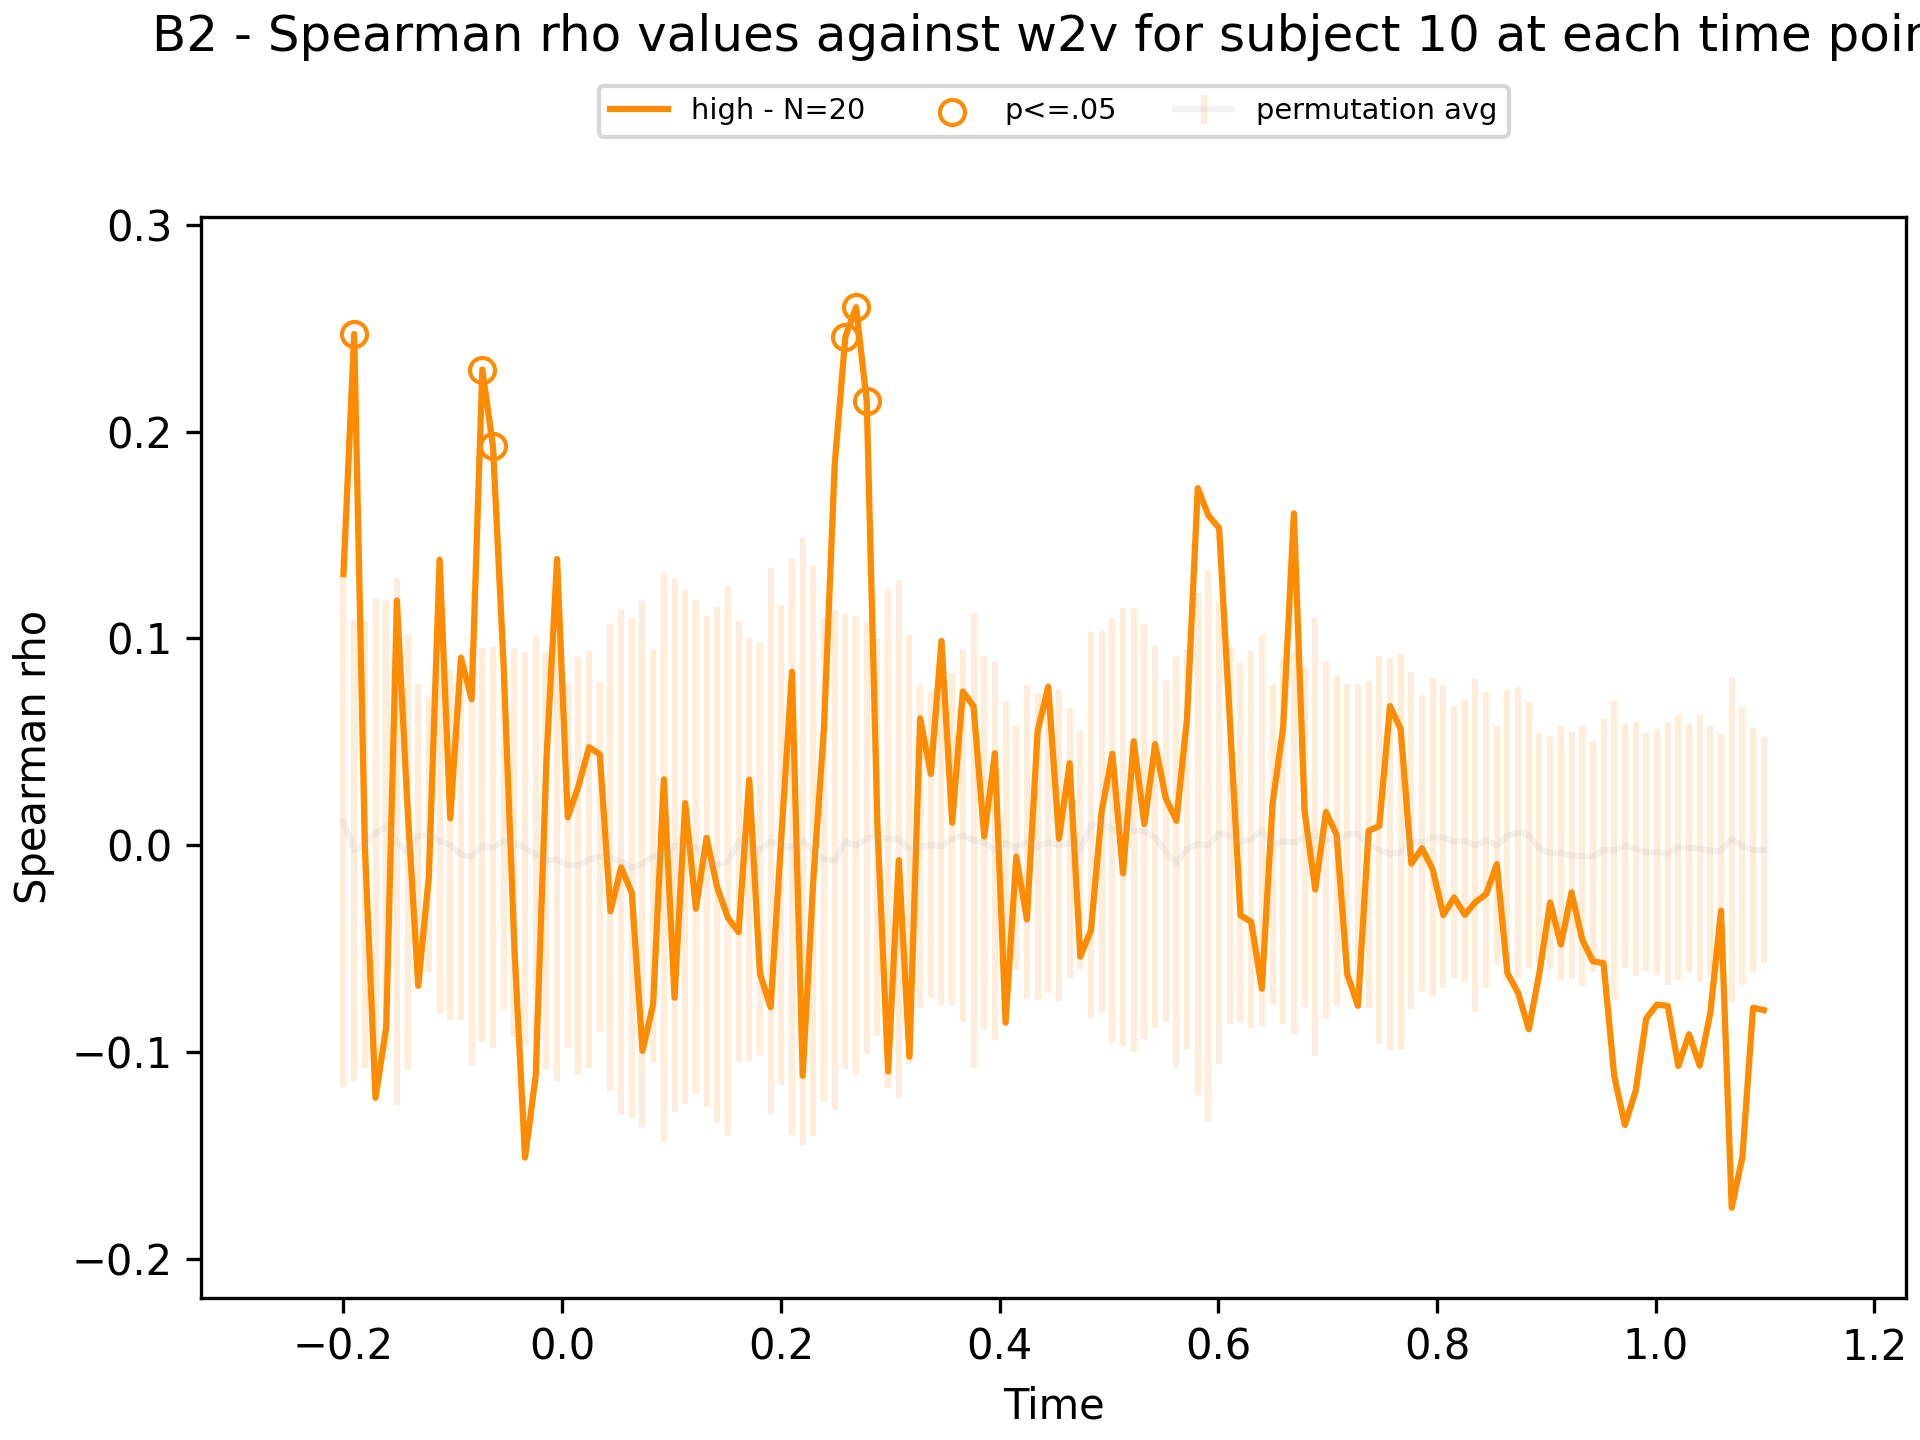 B2 - Spearman rho values against w2v for subject 10 at each time poin
high - N=20 p<=.05 permutation avg
0.3
0.2
0.1
0.0
−0.1
−0.2
Spearman rho
−0.2 0.0 0.2 0.4 0.6 0.8 1.0 1.2
Time